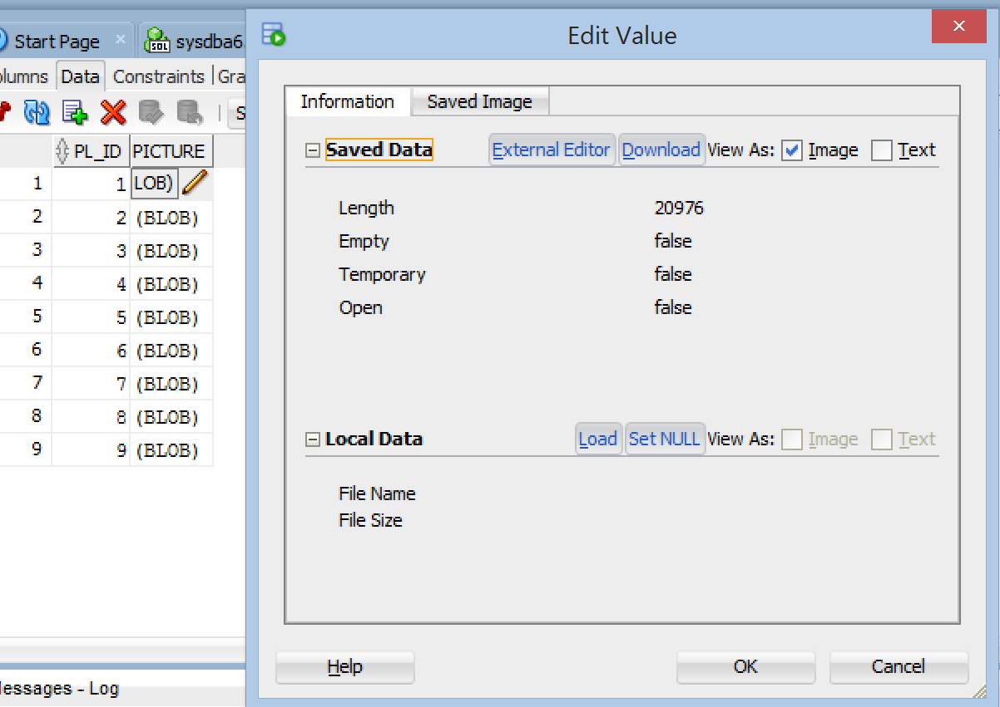 Start Page
sysdba6.
Edit Value
Data Constraints
PL_ID PICTURE
1 1 LOB)
2 2 (BLOB)
3 3 (BLOB)
4 4 (BLOB)
5 5 (BLOB)
6 6 (BLOB)
7 7 (BLOB)
8 8 (BLOB)
9 9 (BLOB)
Information Saved Image
Saved Data External Editor Download View As: Image Text
Length 20976
Empty false
Temporary false
Open false
Local Data Load Set NULL View As: Image Text
File Name
File Size
Help OK Cancel
Messages - Log